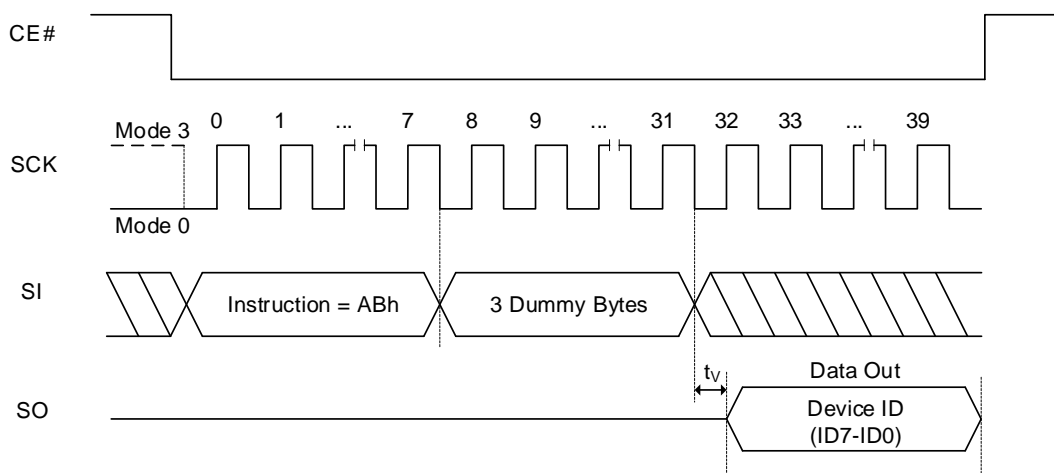 CE#
Mode 3
0 1 ... 7 8 9 ... 31 32 33 ... 39
SCK
Mode 0
SI
Instruction = ABh
3 Dummy Bytes
tV
Data Out
SO
Device ID
(ID7-ID0)